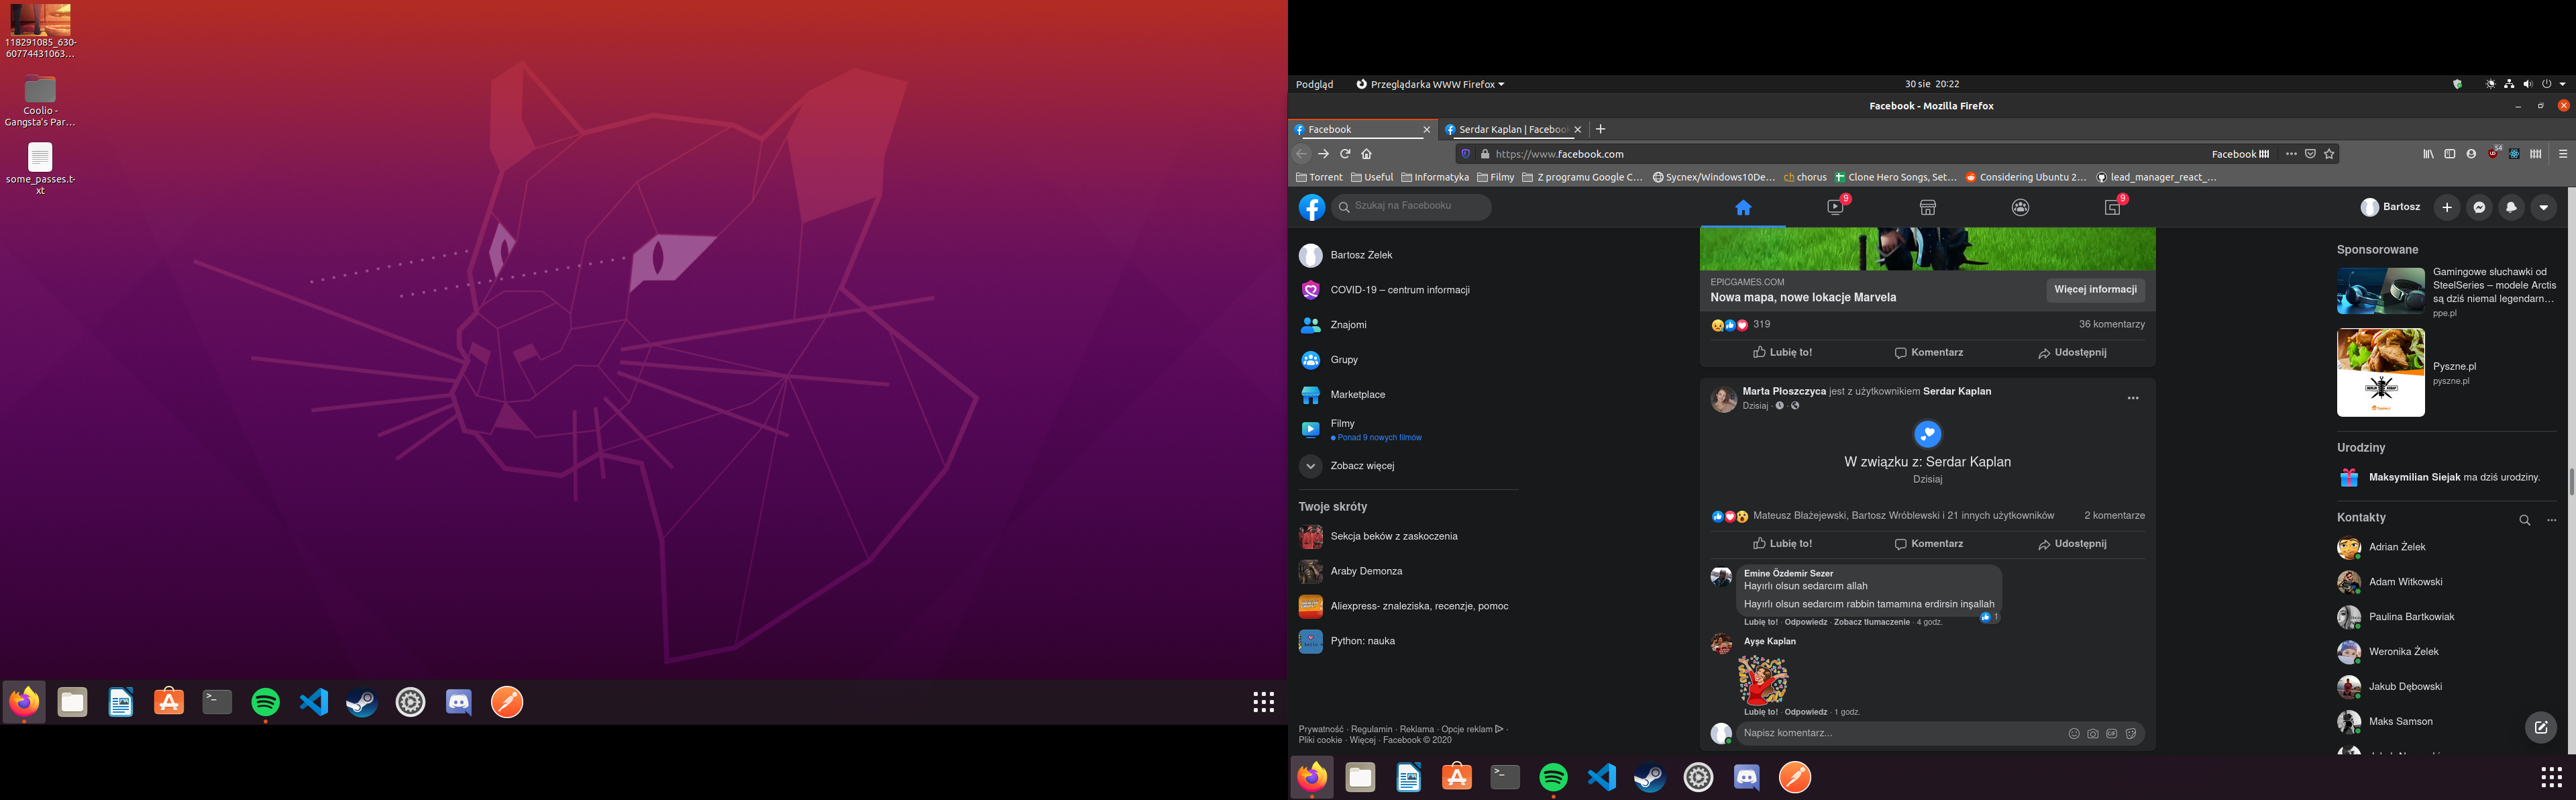 118291085_630-
60774431063...
Coolio -
Gangsta's Par...
some_passes.t-
xt
Podgląd
Przeglądarka WWW Firefox
30 sie 20:22
Facebook - Mozilla Firefox
Facebook
Serdar Kaplan | Facebook
https://www.facebook.com
Facebook
Torrent
Useful
Informatyka
Filmy
Z programu Google C...
Sycnex/Windows10De...
chorus
Clone Hero Songs, Set...
Considering Ubuntu 2...
lead_manager_react_...
54
Szukaj na Facebooku
9
9
Bartosz
Bartosz Żelek
COVID-19 – centrum informacji
Znajomi
Grupy
Marketplace
Filmy
Ponad 9 nowych filmów
Zobacz więcej
Twoje skróty
Sekcja beków z zaskoczenia
Araby Demonza
Aliexpress- znaleziska, recenzje, pomoc
Python: nauka
Prywatność · Regulamin · Reklama · Opcje reklam ·
Pliki cookie · Więcej · Facebook © 2020
EPICGAMES.COM
Nowa mapa, nowe lokacje Marvela
Więcej informacji
319
36 komentarzy
Lubię to!
Komentarz
Udostępnij
Marta Płoszczyca jest z użytkownikiem Serdar Kaplan
Dzisiaj
W związku z: Serdar Kaplan
Dzisiaj
Mateusz Błażejewski, Bartosz Wróblewski i 21 innych użytkowników
2 komentarze
Lubię to!
Komentarz
Udostępnij
Emine Özdemir Sezer
Hayırlı olsun sedarcım allah
Hayırlı olsun sedarcım rabbin tamamına erdirsin inşallah
1
Lubię to! · Odpowiedz · Zobacz tłumaczenie · 4 godz.
Ayşe Kaplan
Lubię to! · Odpowiedz · 1 godz.
Napisz komentarz...
Sponsorowane
Gamingowe słuchawki od
SteelSeries – modele Arctis
są dziś niemal legendarn...
ppe.pl
Pyszne.pl
pyszne.pl
Urodziny
Maksymilian Siejak ma dziś urodziny.
Kontakty
Adrian Żelek
Adam Witkowski
Paulina Bartkowiak
Weronika Żelek
Jakub Dębowski
Maks Samson